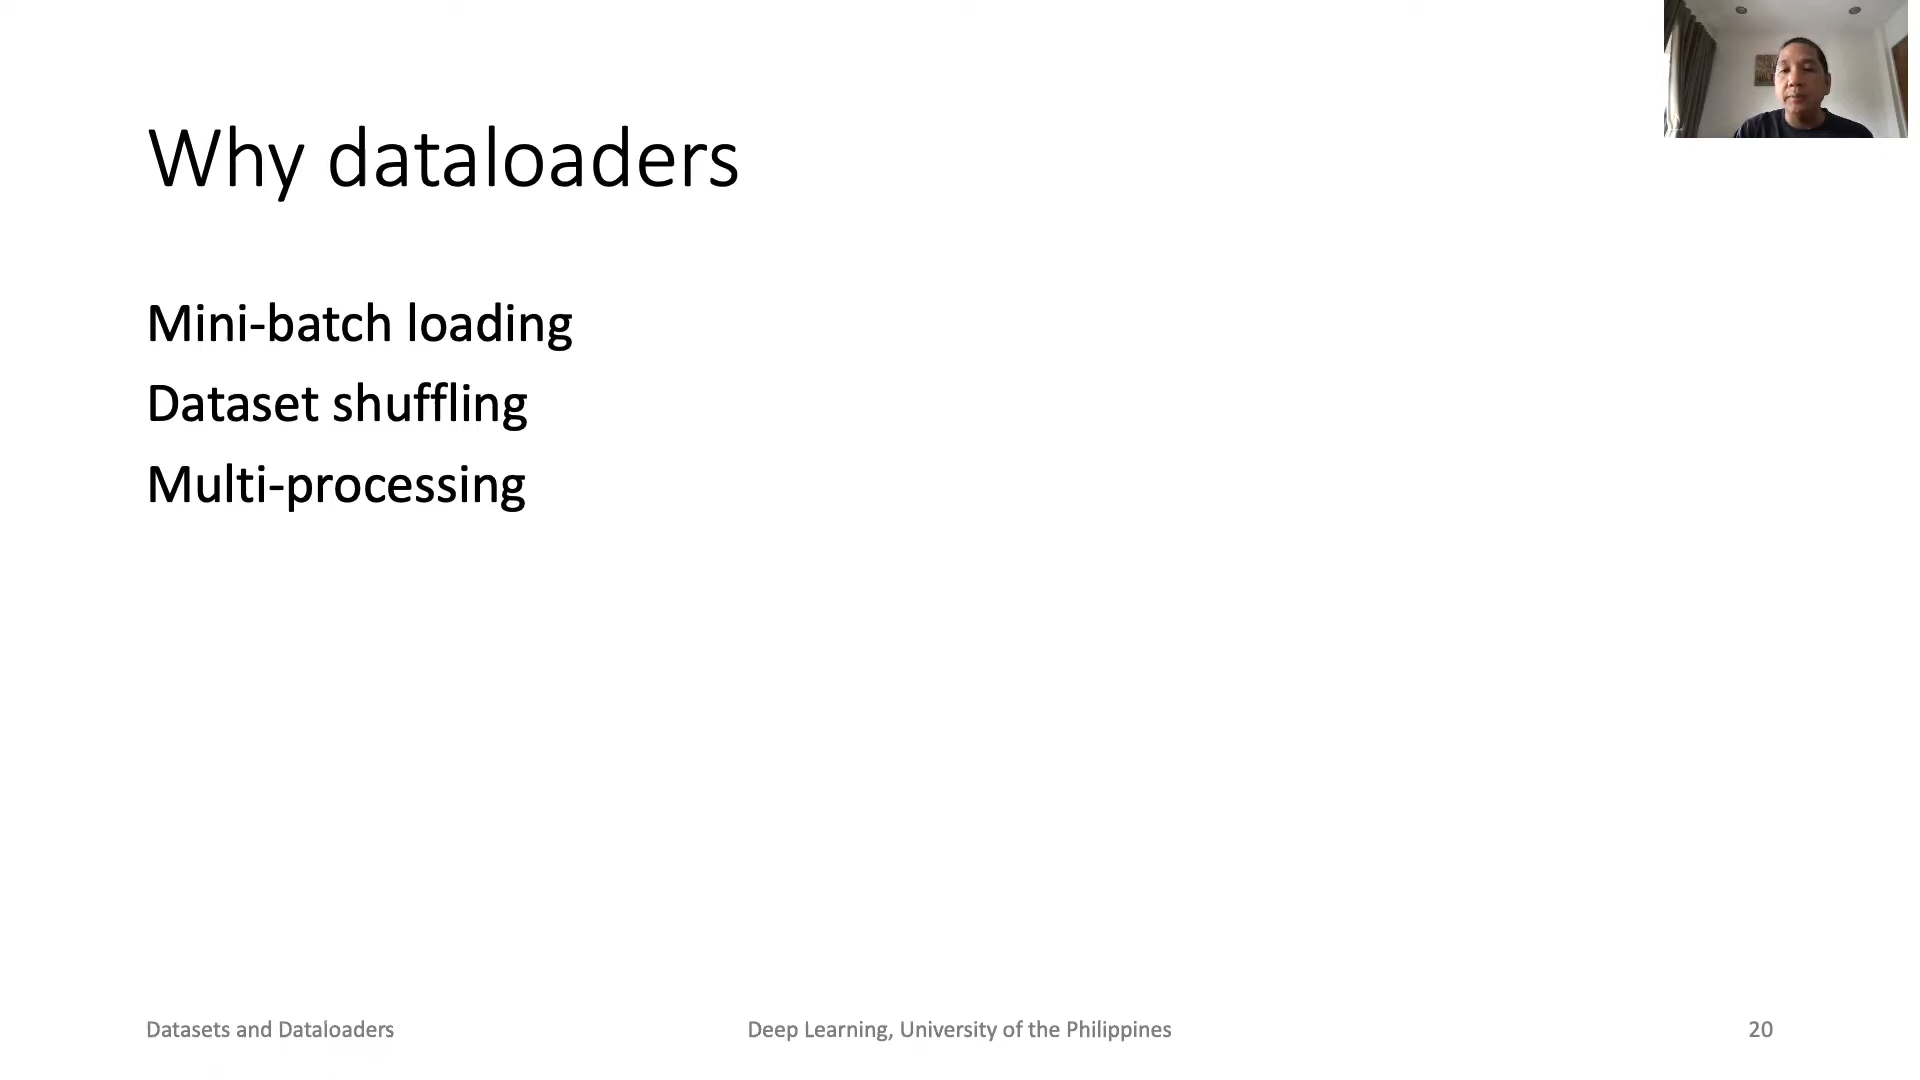 Why dataloaders
Mini-batch loading
Dataset shuffling
Multi-processing
Datasets and Dataloaders
Deep Learning, University of the Philippines
20